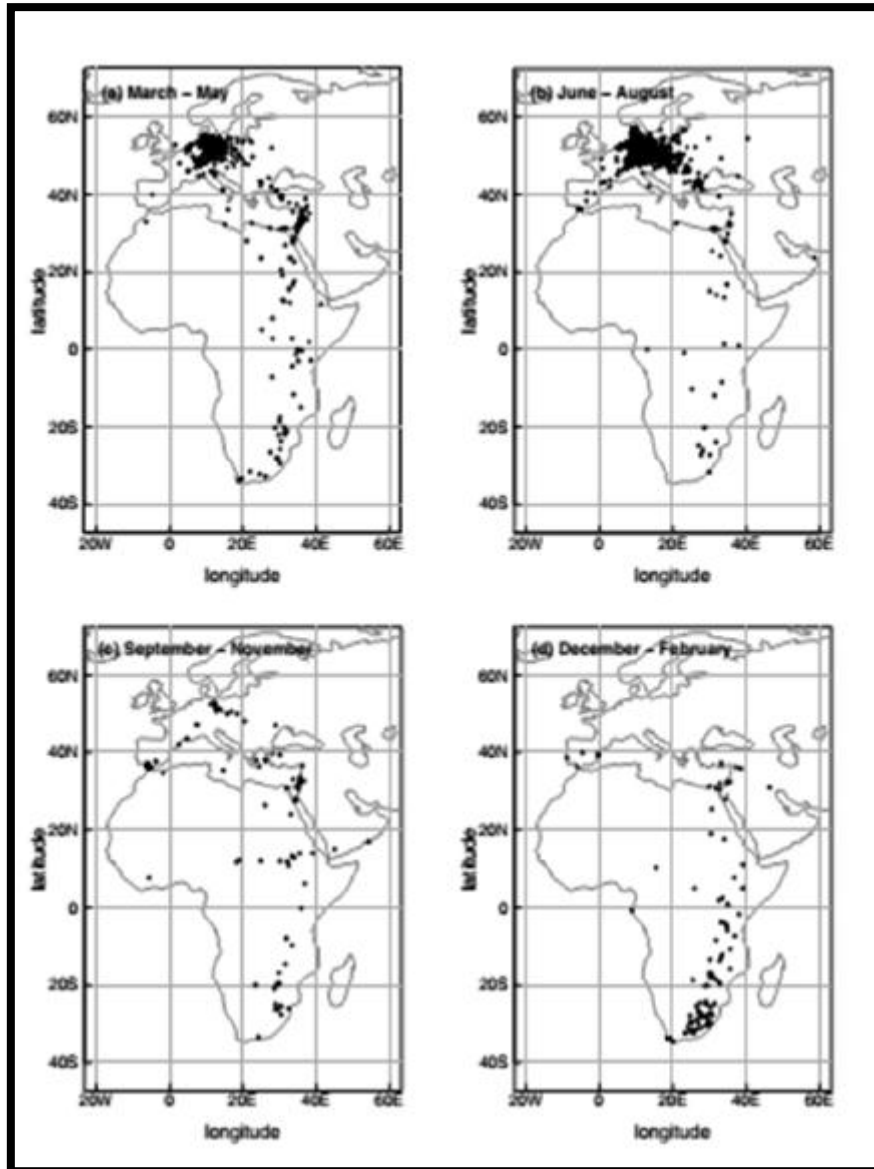 (a) March – May
60N
40N
20N
0
20S
40S
latitude
20W 0 20E 40E 60E
longitude
(b) June – August
60N
40N
20N
0
20S
40S
latitude
20W 0 20E 40E 60E
longitude
(c) September – November
60N
40N
20N
0
20S
40S
latitude
20W 0 20E 40E 60E
longitude
(d) December – February
60N
40N
20N
0
20S
40S
latitude
20W 0 20E 40E 60E
longitude